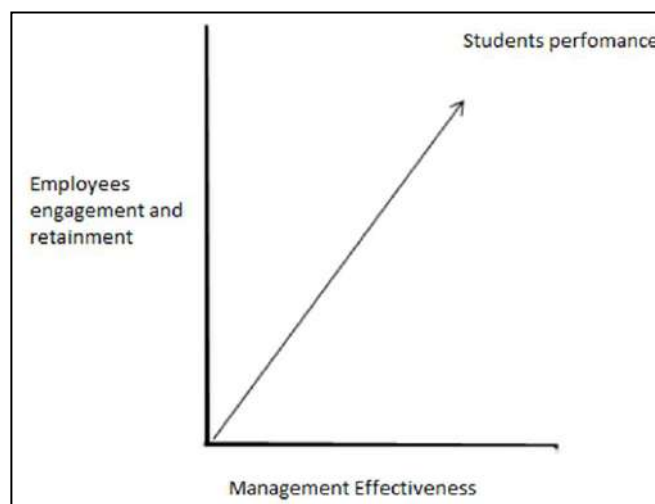 Students perfomance
Employees
engagement and
retainment
Management Effectiveness